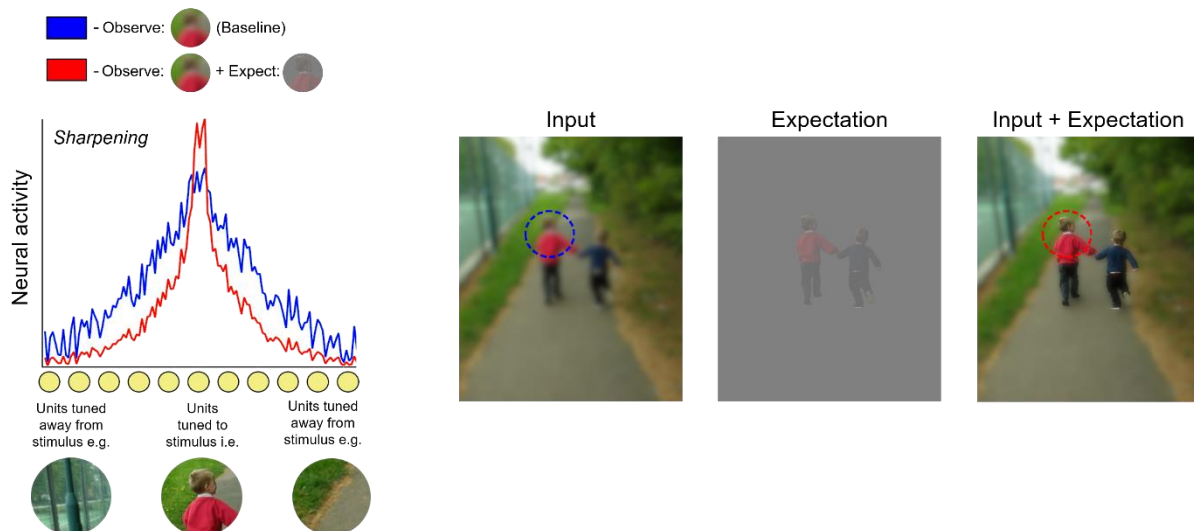 - Observe: (Baseline)
- Observe: + Expect:
Sharpening
Neural activity
Units tuned
away from
stimulus e.g.
Units
tuned to
stimulus i.e.
Units tuned
away from
stimulus e.g.
Input
Expectation
Input + Expectation